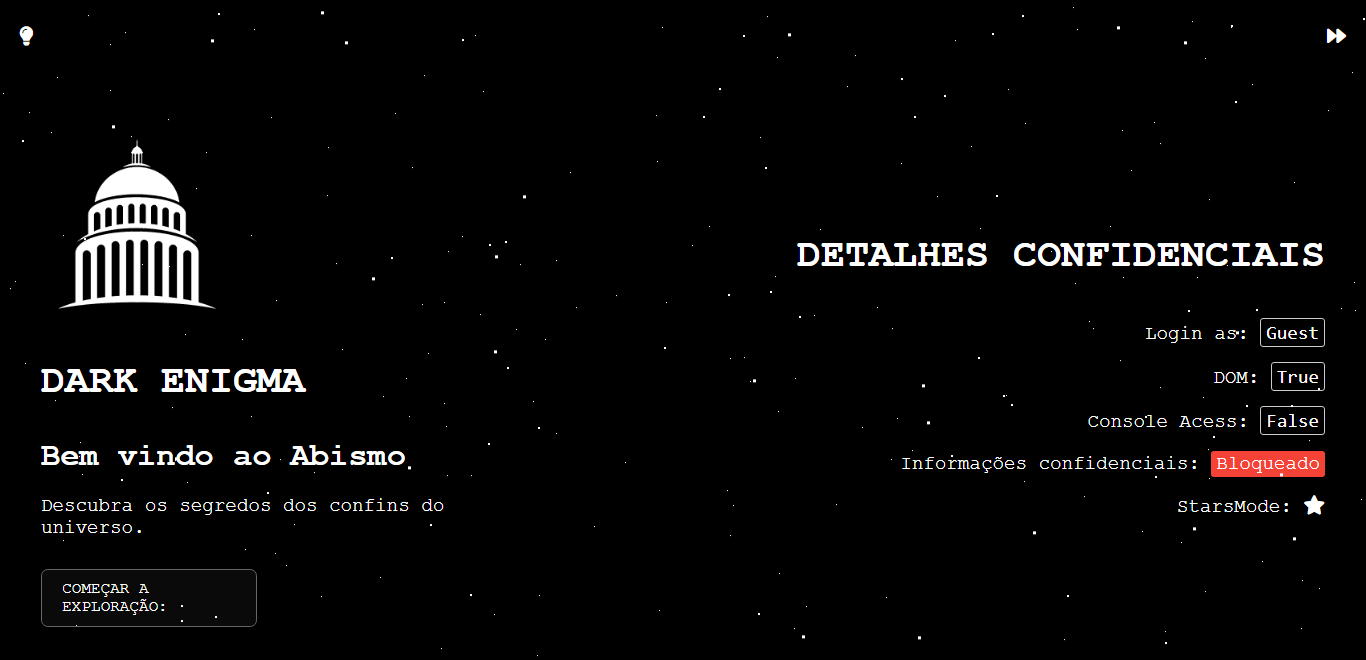 DARK ENIGMA
Bem vindo ao Abismo
Descubra os segredos dos confins do
universo.
COMEÇAR A
EXPLORAÇÃO:
DETALHES CONFIDENCIAIS
Login as: Guest
DOM: True
Console Acess: False
Informações confidenciais: Bloqueado
StarsMode: